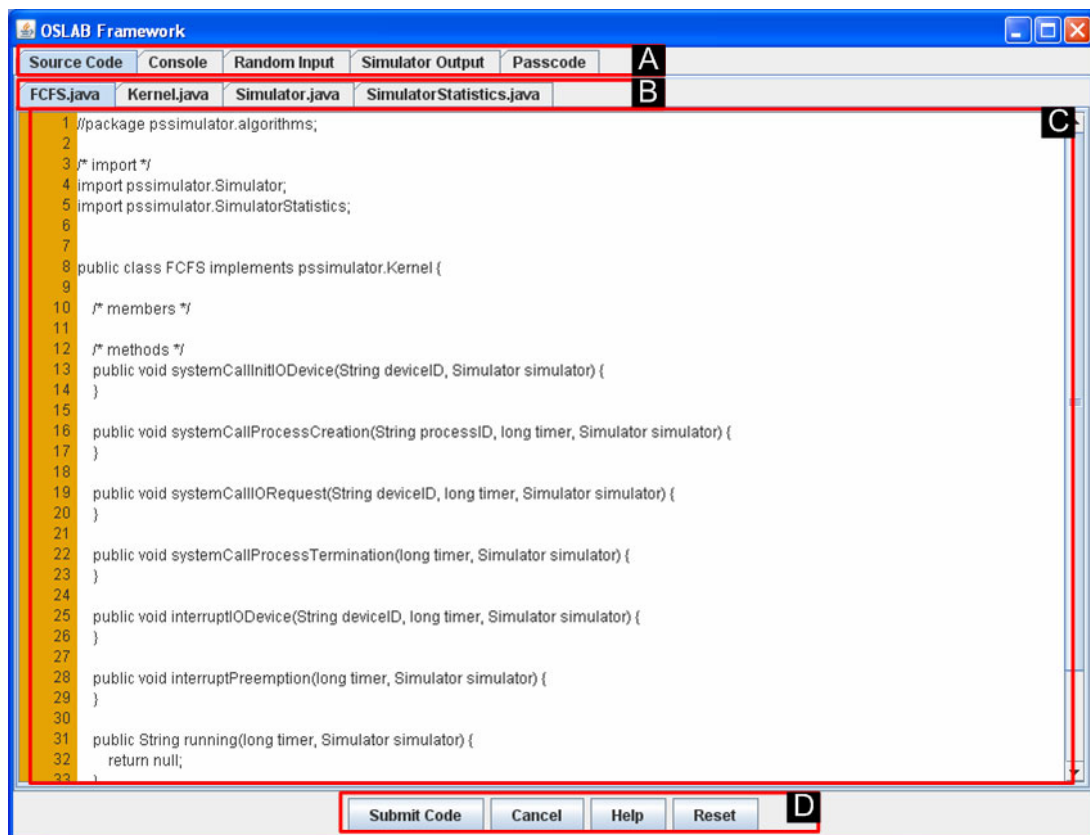 OSLAB Framework
Source Code Console Random Input Simulator Output Passcode A
FCFS.java Kernel.java Simulator.java SimulatorStatistics.java B
C
1 //package pssimulator.algorithms;
2
3 /* import */
4 import pssimulator.Simulator;
5 import pssimulator.SimulatorStatistics;
6
7
8 public class FCFS implements pssimulator.Kernel {
9
10 /* members */
11
12 /* methods */
13 public void systemCallInitIODevice(String deviceID, Simulator simulator) {
14 }
15
16 public void systemCallProcessCreation(String processID, long timer, Simulator simulator) {
17 }
18
19 public void systemCallIORequest(String deviceID, long timer, Simulator simulator) {
20 }
21
22 public void systemCallProcessTermination(long timer, Simulator simulator) {
23 }
24
25 public void interruptIODevice(String deviceID, long timer, Simulator simulator) {
26 }
27
28 public void interruptPreemption(long timer, Simulator simulator) {
29 }
30
31 public String running(long timer, Simulator simulator) {
32 return null;
33 }
Submit Code Cancel Help Reset D